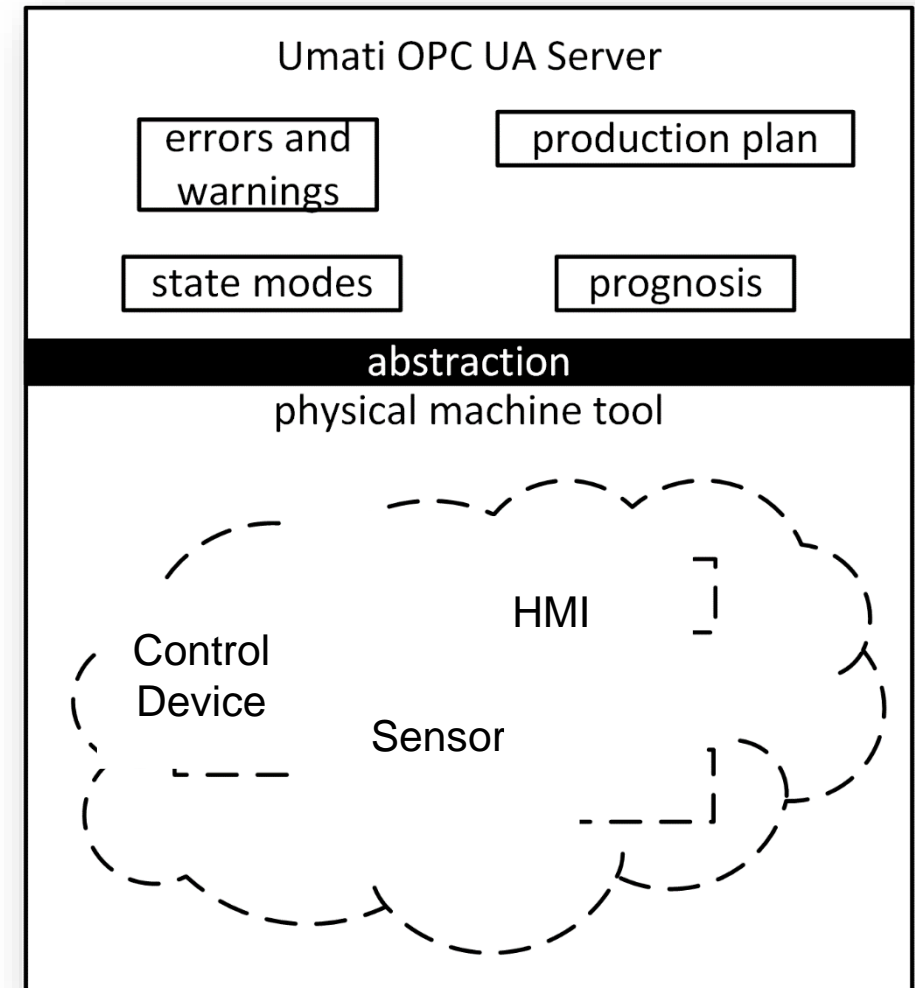 Umati OPC UA Server
errors and
warnings
production plan
state modes
prognosis
abstraction
physical machine tool
HMI
Control
Device
Sensor